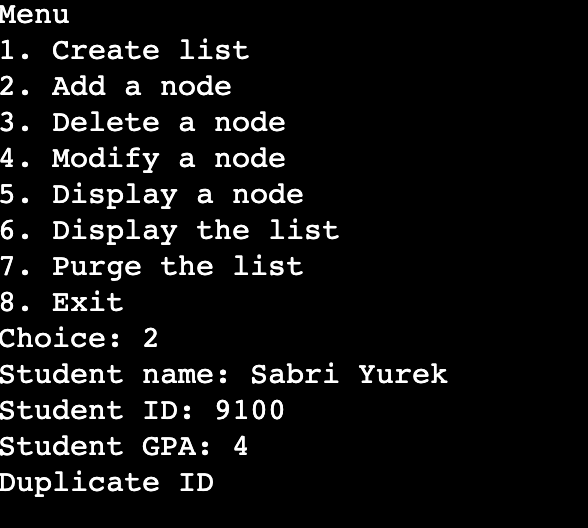 Menu
1. Create list
2. Add a node
3. Delete a node
4. Modify a node
5. Display a node
6. Display the list
7. Purge the list
8. Exit
Choice: 2
Student name: Sabri Yurek
Student ID: 9100
Student GPA: 4
Duplicate ID